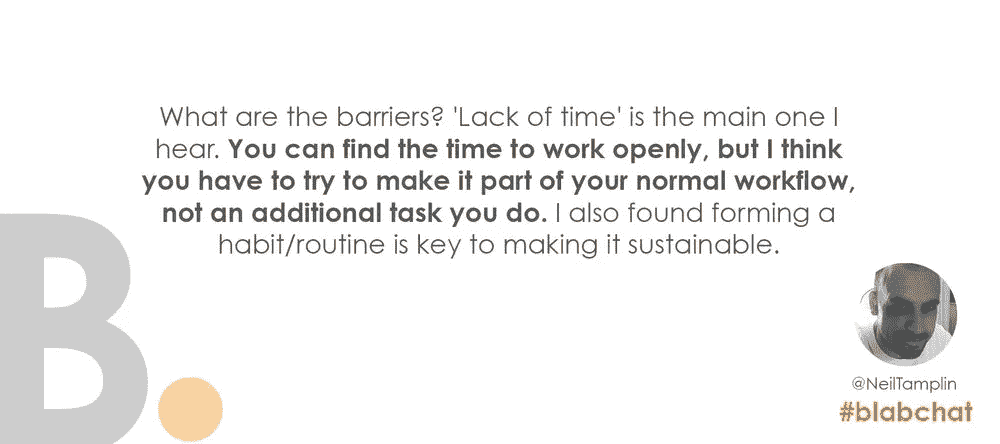 What are the barriers? 'Lack of time' is the main one I
hear. You can find the time to work openly, but I think
you have to try to make it part of your normal workflow,
not an additional task you do. I also found forming a
habit/routine is key to making it sustainable.
B.
@NeilTamplin
#blabchat